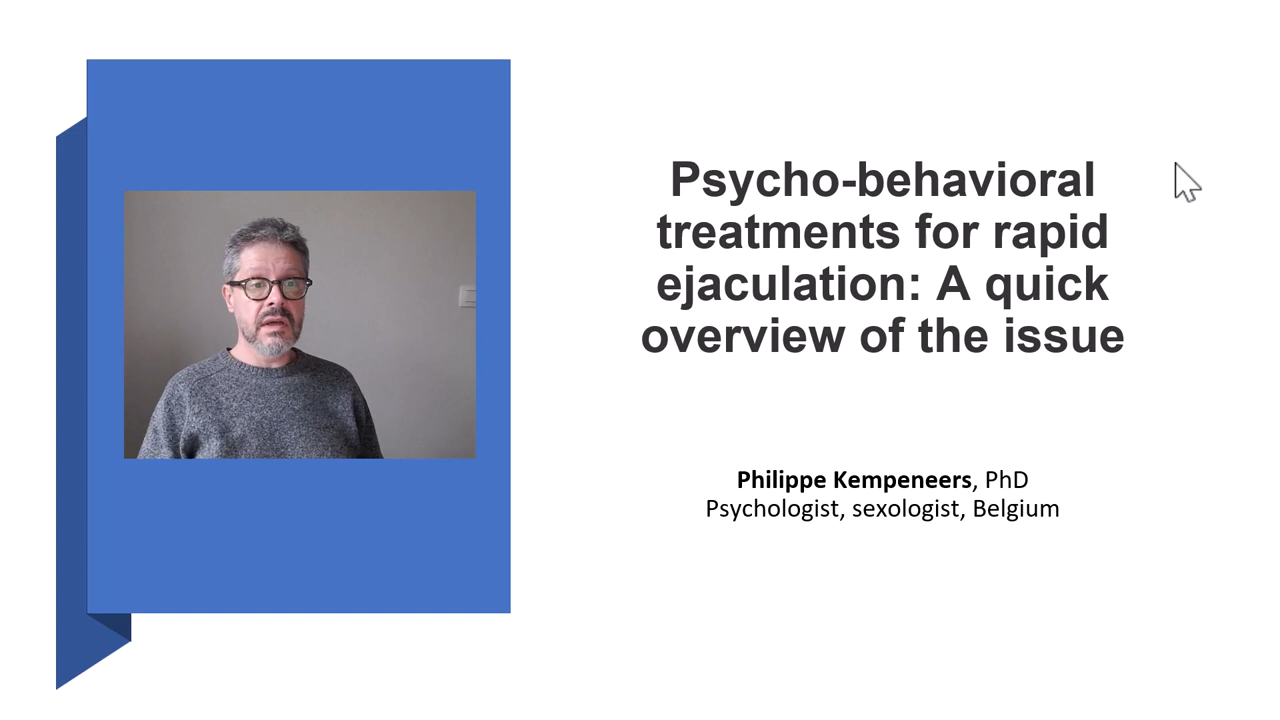 Psycho-behavioral
treatments for rapid
ejaculation: A quick
overview of the issue
Philippe Kempeneers, PhD
Psychologist, sexologist, Belgium